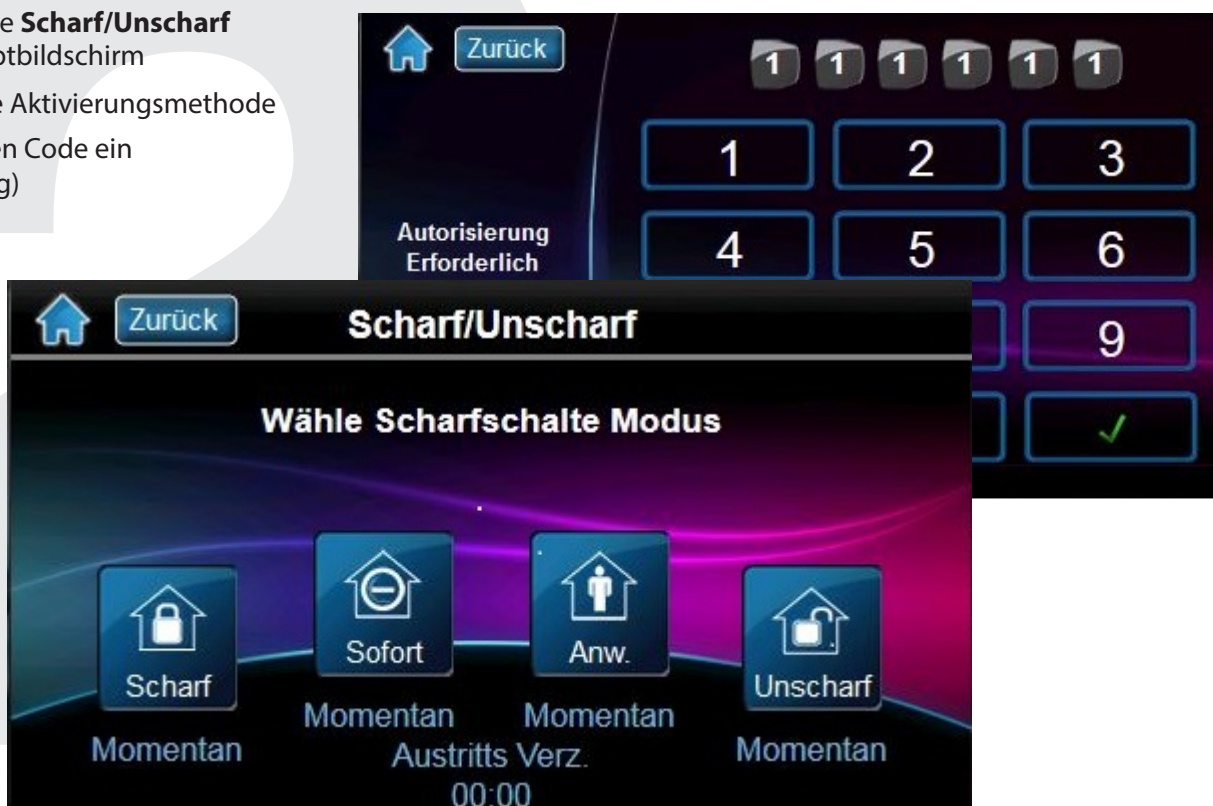 e Scharf/Unscharf
otbildschirm
e Aktivierungsmethode
en Code ein
g)
Zurück
1 1 1 1 1 1
1 2 3
Autorisierung
Erforderlich
4 5 6
9
Zurück
Scharf/Unscharf
Wähle Scharfschalte Modus
Scharf
Sofort
Anw.
Unscharf
Momentan
Momentan
Momentan
Momentan
Austritts Verz.
00:00